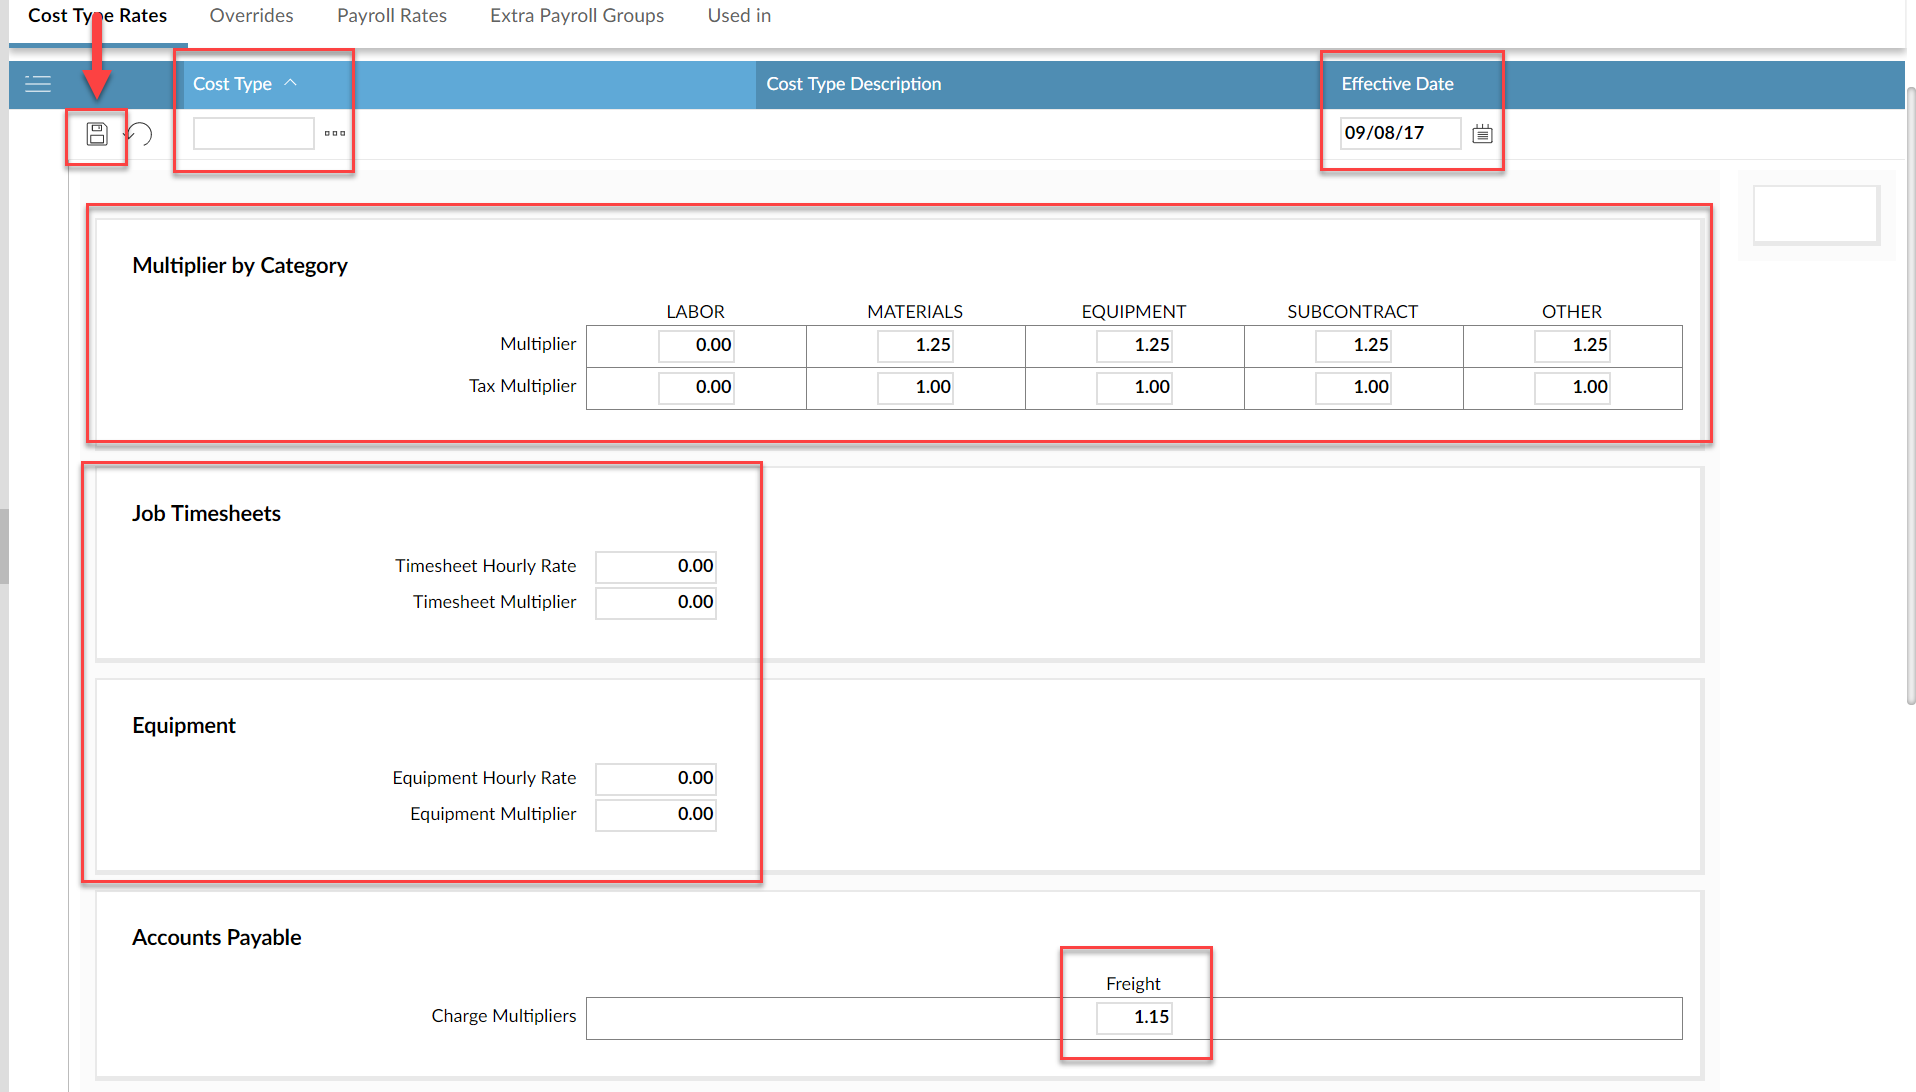 Cost Type Rates Overrides Payroll Rates Extra Payroll Groups Used in
Cost Type Cost Type Description Effective Date
09/08/17
Multiplier by Category
LABOR MATERIALS EQUIPMENT SUBCONTRACT OTHER
Multiplier 0.00 1.25 1.25 1.25 1.25
Tax Multiplier 0.00 1.00 1.00 1.00 1.00
Job Timesheets
Timesheet Hourly Rate 0.00
Timesheet Multiplier 0.00
Equipment
Equipment Hourly Rate 0.00
Equipment Multiplier 0.00
Accounts Payable
Freight
Charge Multipliers 1.15